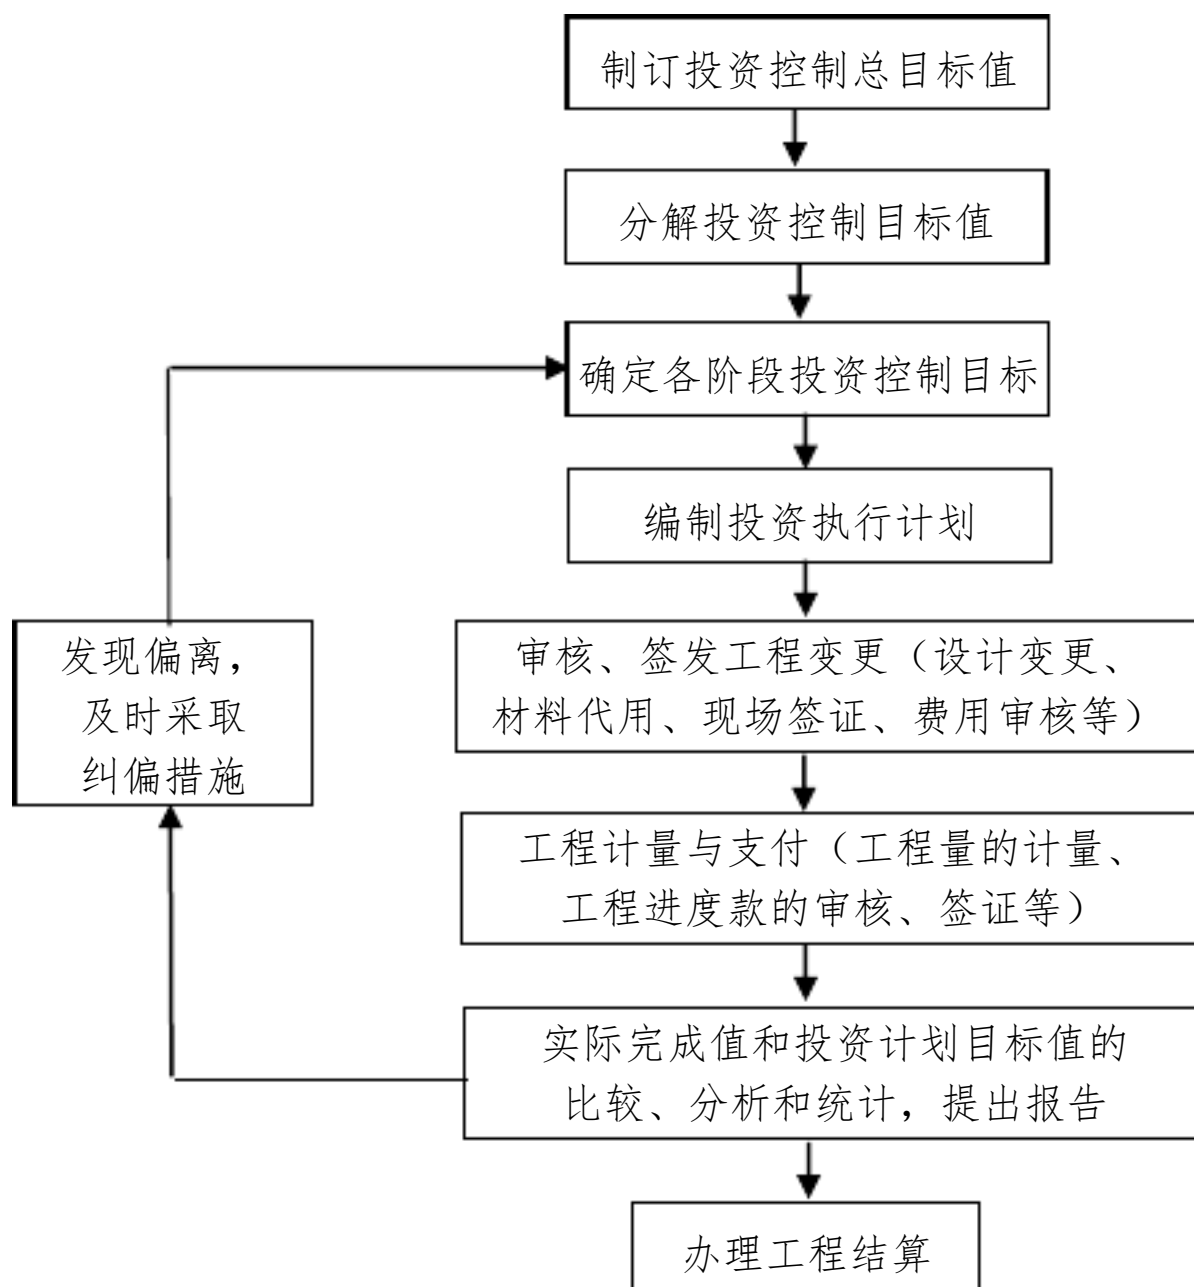 制订投资控制总目标值
分解投资控制目标值
确定各阶段投资控制目标
编制投资执行计划
发现偏离，
及时采取
纠偏措施
审核、签发工程变更（设计变更、
材料代用、现场签证、费用审核等）
工程计量与支付（工程量的计量、
工程进度款的审核、签证等）
实际完成值和投资计划目标值的
比较、分析和统计，提出报告
办理工程结算